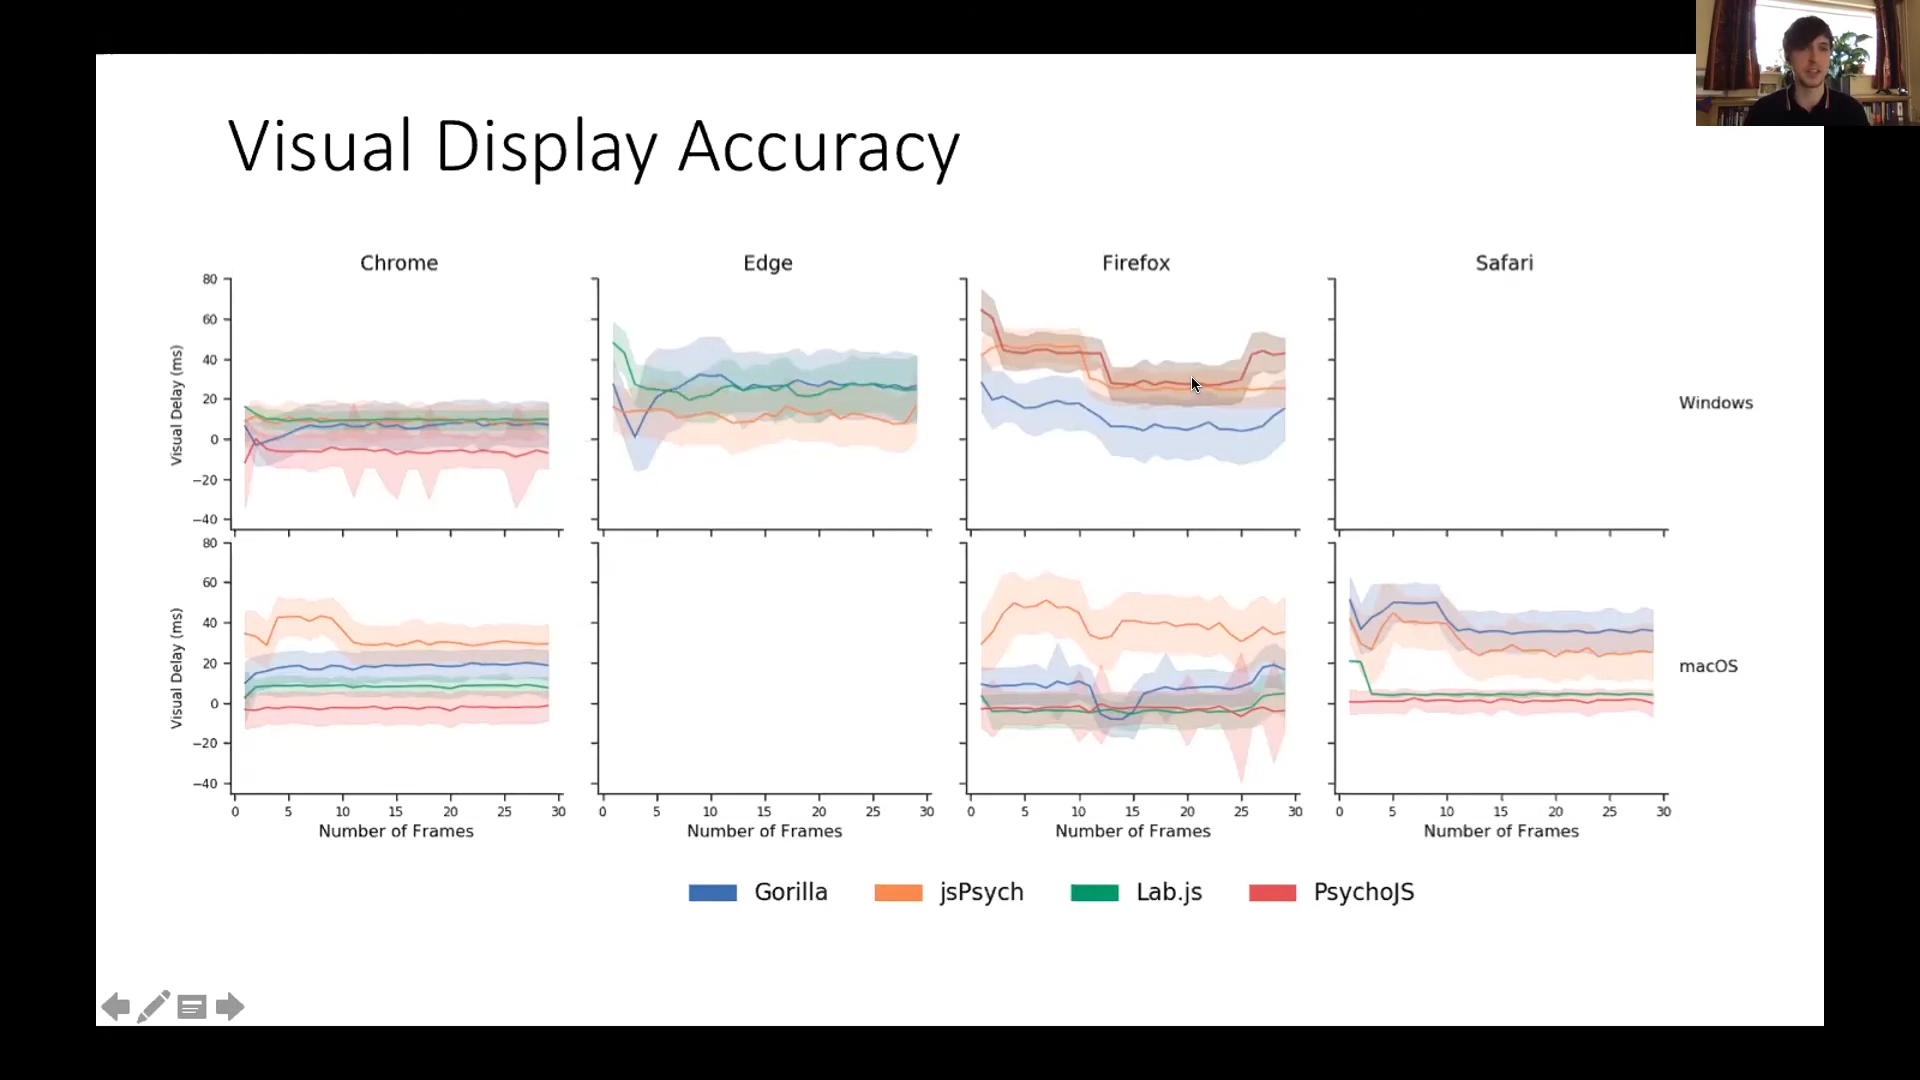 Visual Display Accuracy
Chrome Edge Firefox Safari
80
60
40
20
0
−20
−40
Visual Delay (ms)
Windows
80
60
40
20
0
−20
−40
Visual Delay (ms)
macOS
0 5 10 15 20 25 30 0 5 10 15 20 25 30 0 5 10 15 20 25 30 0 5 10 15 20 25 30
Number of Frames Number of Frames Number of Frames Number of Frames
Gorilla jsPsych Lab.js PsychoJS